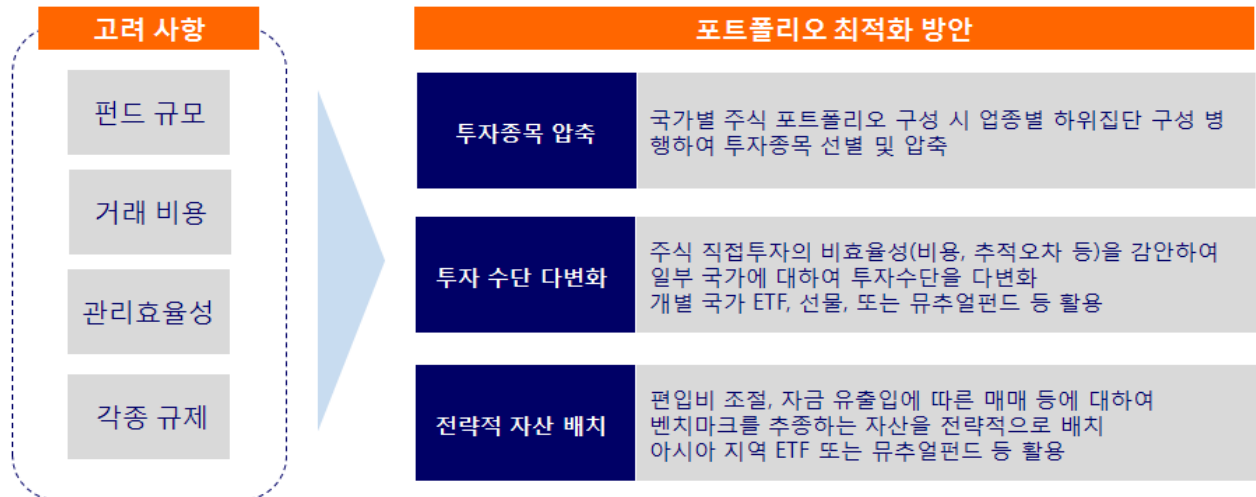 고려 사항
펀드 규모
거래 비용
관리효율성
각종 규제
포트폴리오 최적화 방안
투자종목 압축
국가별 주식 포트폴리오 구성 시 업종별 하위집단 구성 병
행하여 투자종목 선별 및 압축
투자 수단 다변화
주식 직접투자의 비효율성(비용, 추적오차 등)을 감안하여
일부 국가에 대하여 투자수단을 다변화
개별 국가 ETF, 선물, 또는 뮤추얼펀드 등 활용
전략적 자산 배치
편입비 조절, 자금 유출입에 따른 매매 등에 대하여
벤치마크를 추종하는 자산을 전략적으로 배치
아시아 지역 ETF 또는 뮤추얼펀드 등 활용